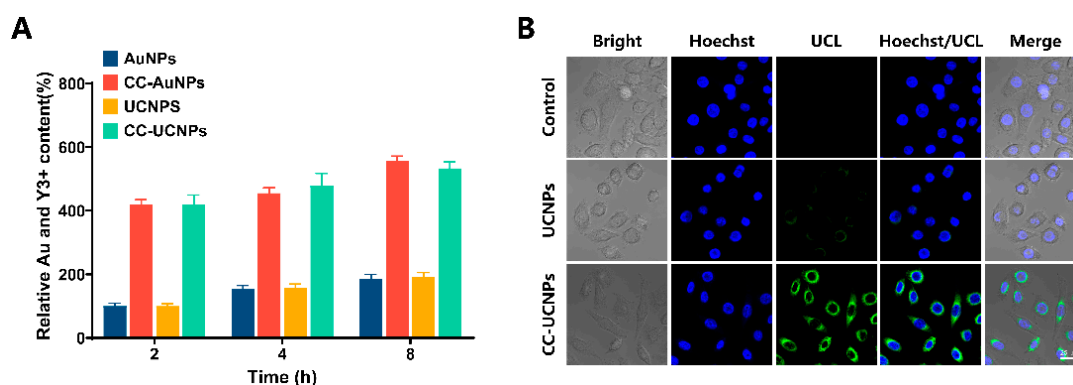 A
Relative Au and Y3+ content(%)
800
600
400
200
0
2
4
8
Time (h)
AuNPs
CC-AuNPs
UCNPS
CC-UCNPs
B
Bright
Hoechst
UCL
Hoechst/UCL
Merge
Control
UCNPs
CC-UCNPs